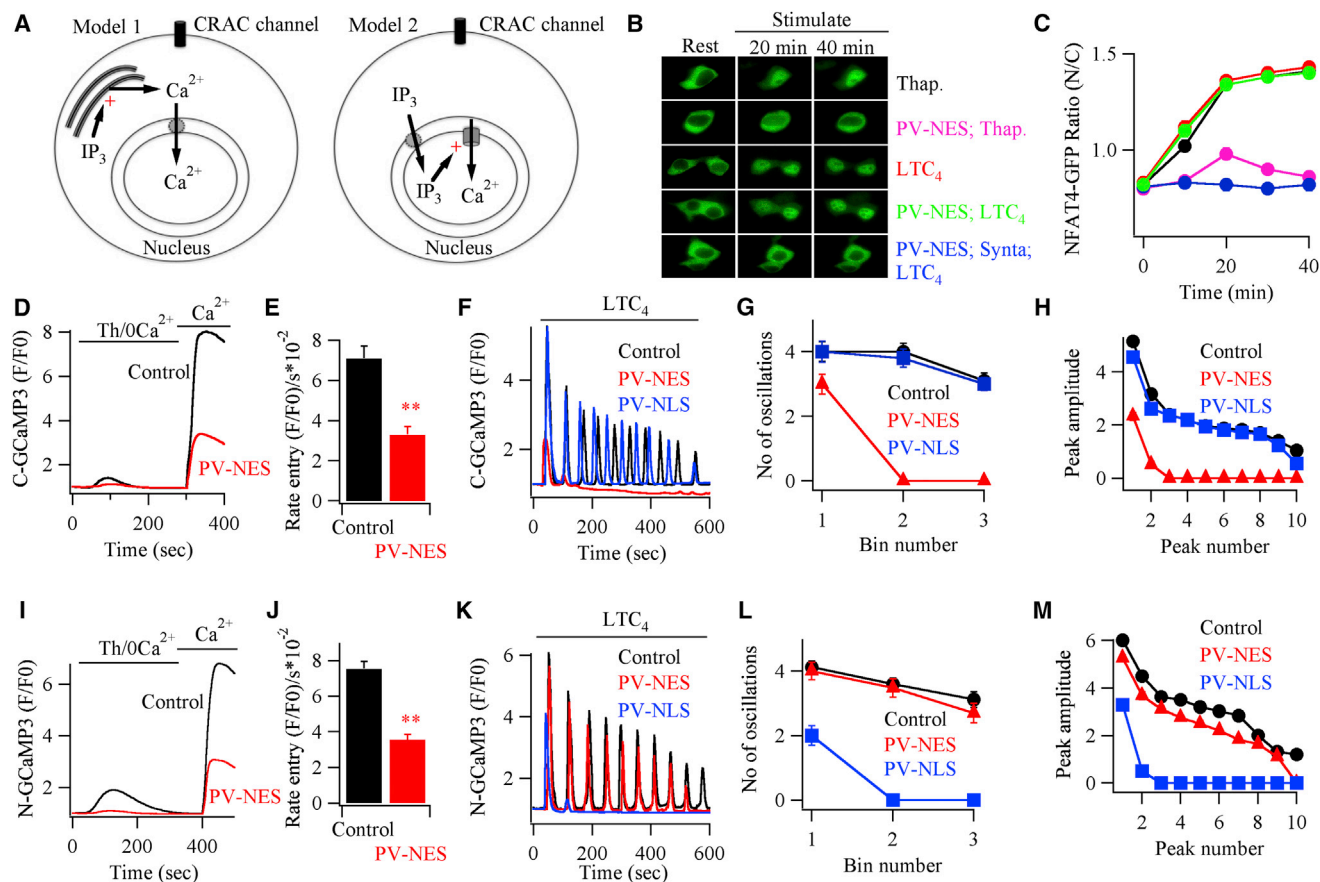 A
Model 1
CRAC channel
Ca2+
+
IP3
Ca2+
Nucleus
Model 2
CRAC channel
IP3
+
IP3
Ca2+
Nucleus
B
Stimulate
Rest
20 min
40 min
Thap.
PV-NES; Thap.
LTC4
PV-NES; LTC4
PV-NES; Synta;
LTC4
C
NFAT4-GFP Ratio (N/C)
1.5
1.0
0
20
40
Time (min)
D
C-GCaMP3 (F/F0)
Ca2+
Th/0Ca2+
Control
PV-NES
8
6
4
2
0
200
400
Time (sec)
E
Rate entry (F/F0)/s*10-2
8
6
4
2
0
**
Control
PV-NES
F
LTC4
C-GCaMP3 (F/F0)
Control
PV-NES
PV-NLS
4
2
0
200
400
600
Time (sec)
G
No of oscillations
4
2
0
Control
PV-NES
PV-NLS
1
2
3
Bin number
H
Peak amplitude
4
2
0
Control
PV-NES
PV-NLS
2
4
6
8
10
Peak number
I
N-GCaMP3 (F/F0)
Ca2+
Th/0Ca2+
Control
PV-NES
6
4
2
0
200
400
Time (sec)
J
Rate entry (F/F0)/s*10-2
8
6
4
2
0
**
Control
PV-NES
K
LTC4
N-GCaMP3 (F/F0)
Control
PV-NES
PV-NLS
6
4
2
0
200
400
600
Time (sec)
L
No of oscillations
4
2
0
Control
PV-NES
PV-NLS
1
2
3
Bin number
M
Peak amplitude
6
4
2
0
Control
PV-NES
PV-NLS
2
4
6
8
10
Peak number